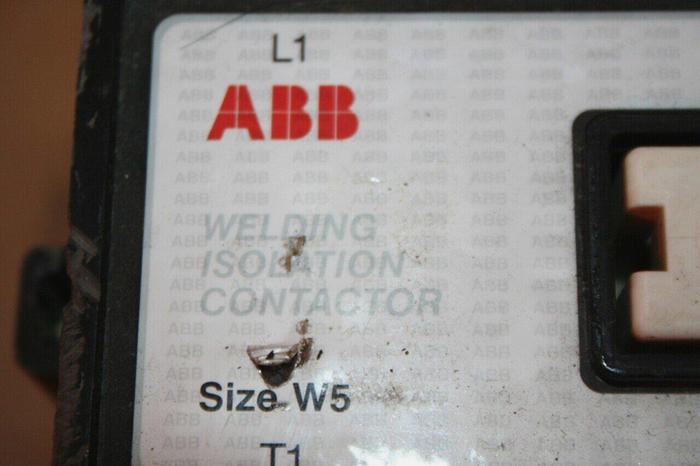 L1
ABB
WELDING
ISOLATION
CONTACTOR
Size W5
T1